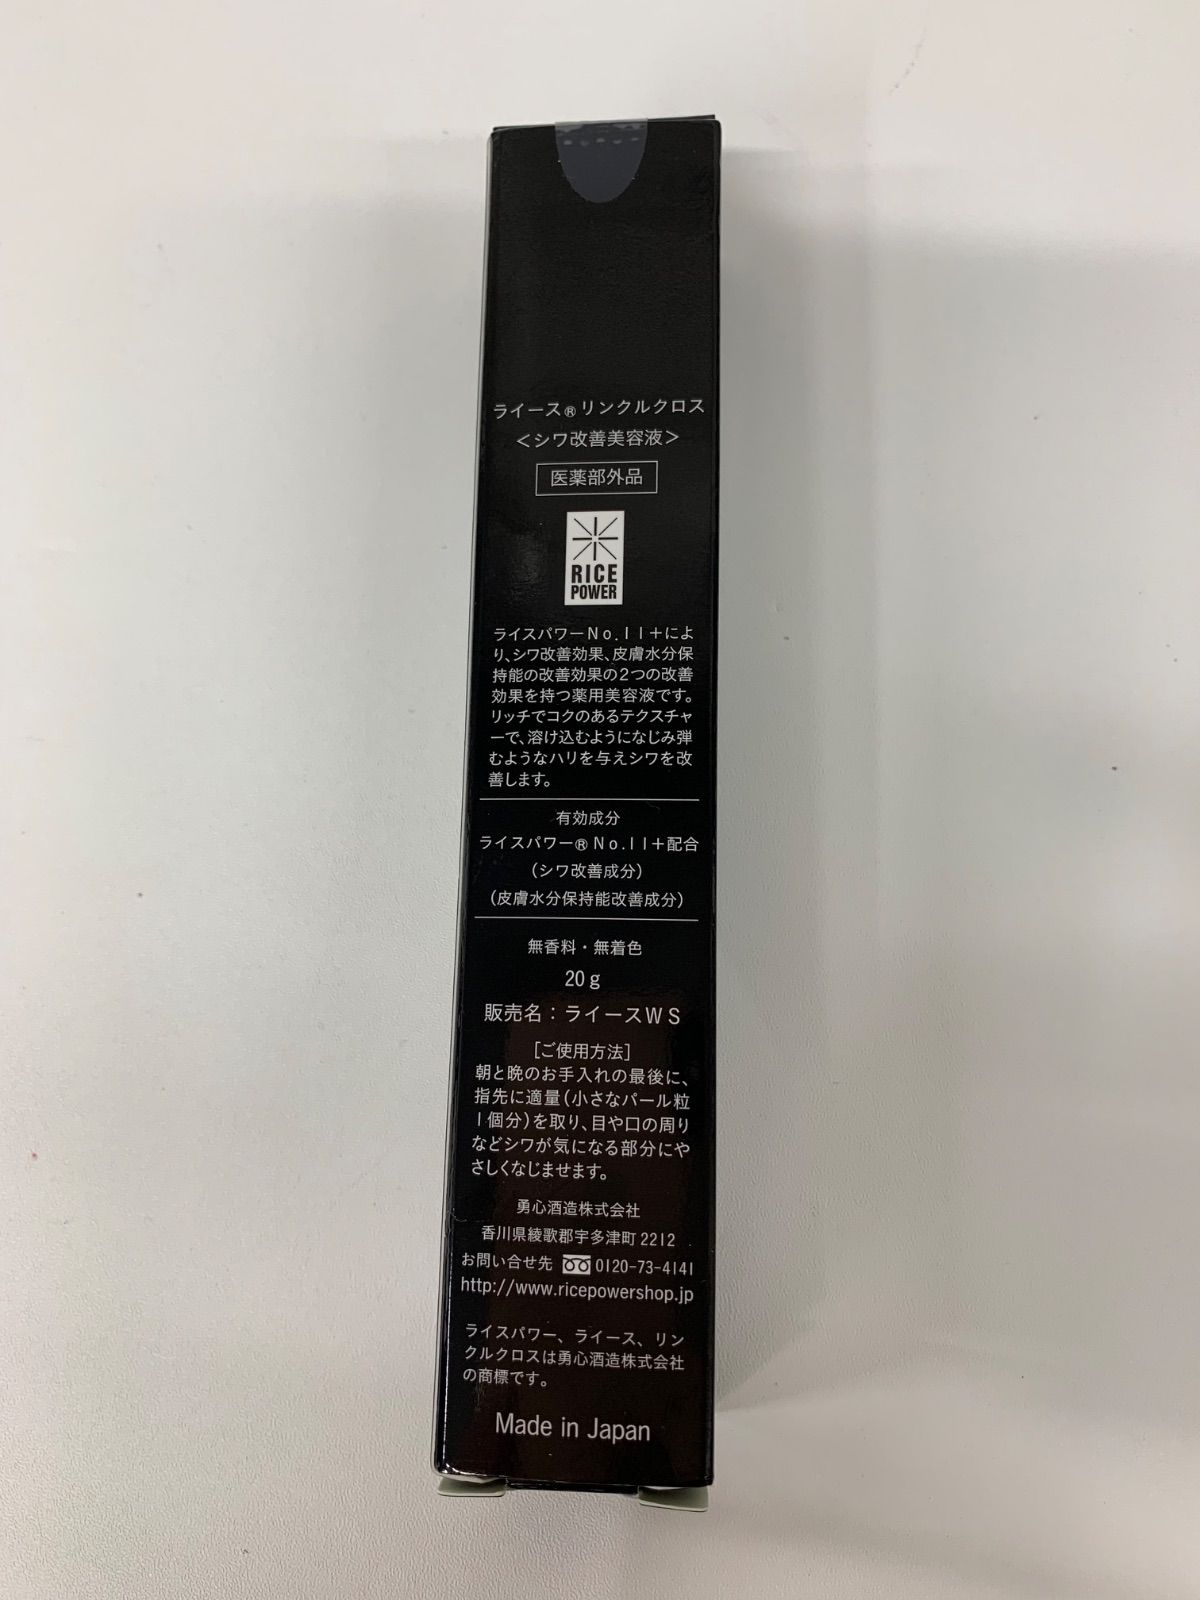 ライース®リンクルクロス
＜シワ改善美容液＞
医薬部外品
RICE
POWER
ライスパワーNo.11＋によ
り、シワ改善効果、皮膚水分保
持能の改善効果の2つの改善
効果を持つ薬用美容液です。
リッチでコクのあるテクスチャ
ーで、溶け込むようになじみ弾
むようなハリを与えシワを改
善します。
有効成分
ライスパワー®No.11＋配合
（シワ改善成分）
（皮膚水分保持能改善成分）
無香料・無着色
20g
販売名：ライースWS
［ご使用方法］
朝と晩のお手入れの最後に、
指先に適量（小さなパール粒
1個分）を取り、目や口の周り
などシワが気になる部分にや
さしくなじませます。
勇心酒造株式会社
香川県綾歌郡宇多津町2212
お問い合せ先 0120-73-4141
http://www.ricepowershop.jp
ライスパワー、ライース、リン
クルクロスは勇心酒造株式会社
の商標です。
Made in Japan